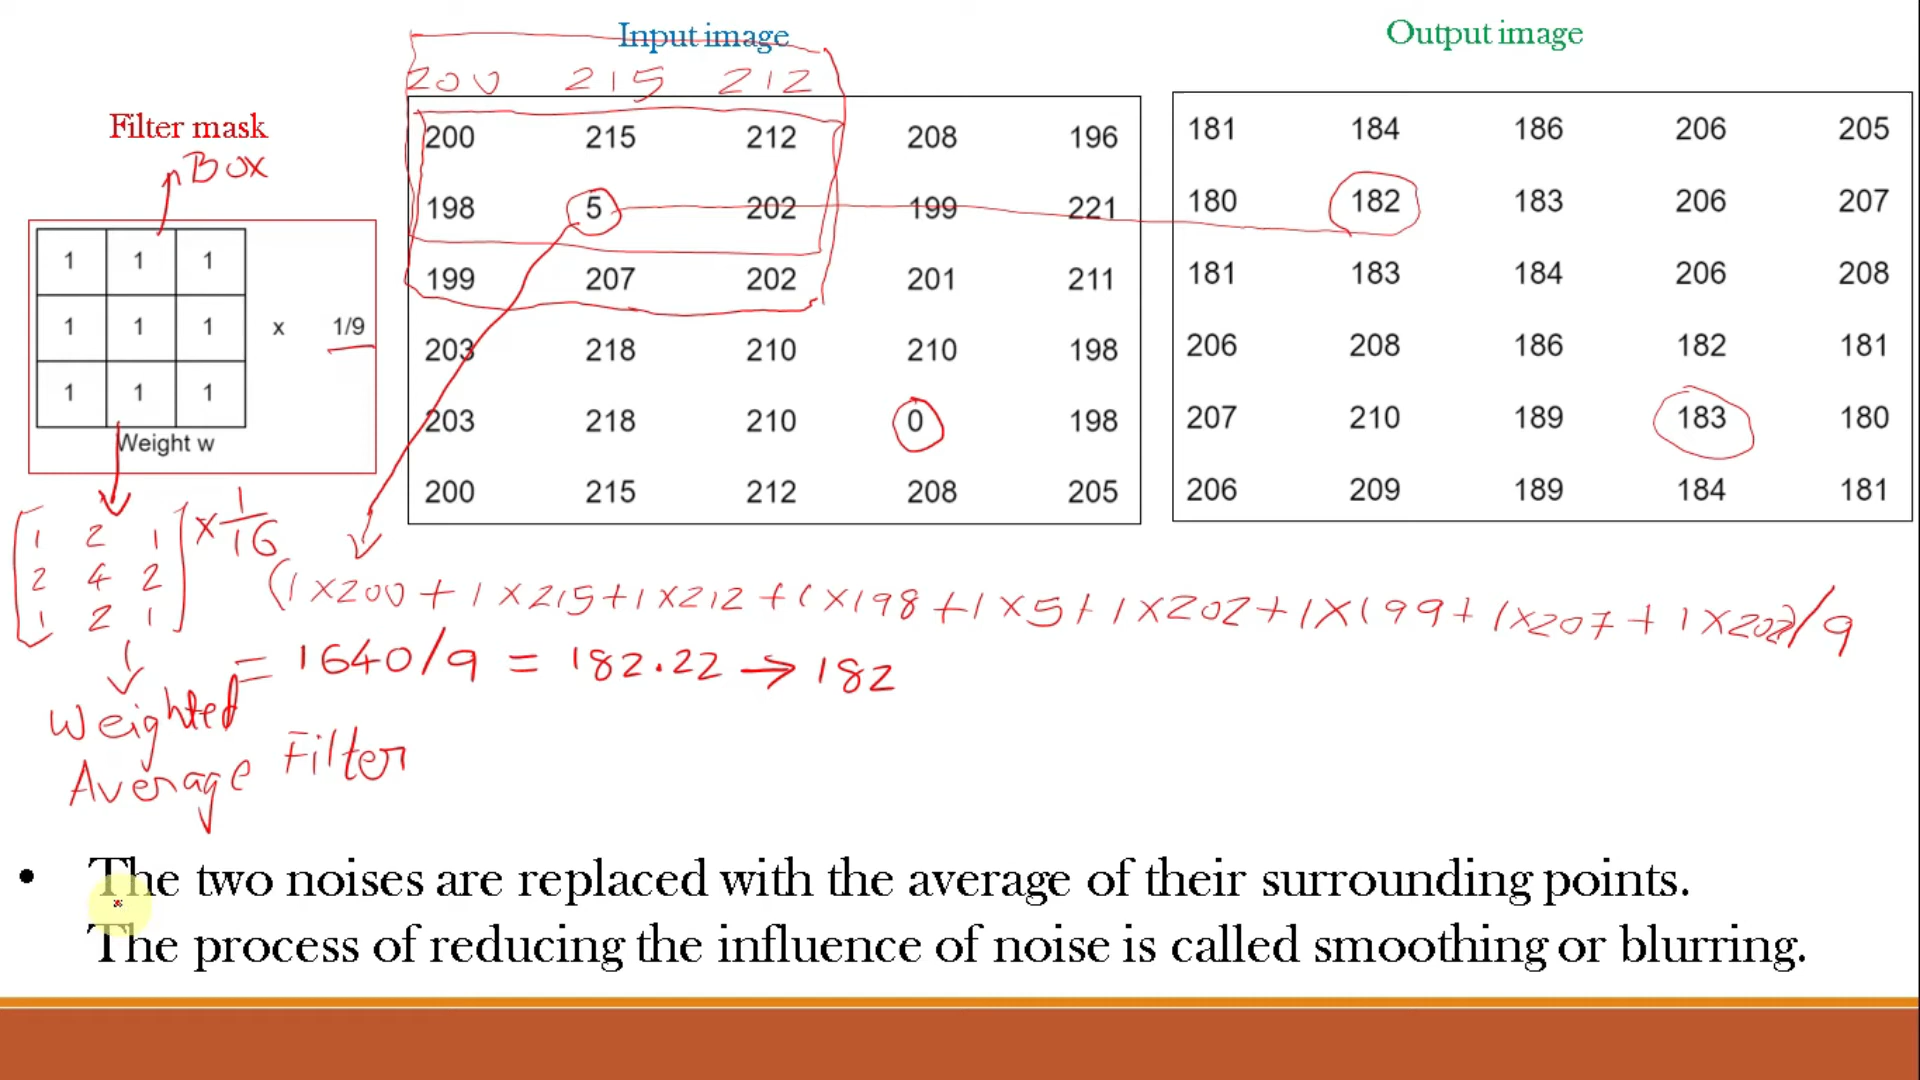 Input image
Output image
200 215 212
Filter mask
Box
1 1 1
1 1 1 x 1/9
1 1 1
Weight w
200 215 212 208 196
198 5 202 199 221
199 207 202 201 211
203 218 210 210 198
203 218 210 0 198
200 215 212 208 205
181 184 186 206 205
180 182 183 206 207
181 183 184 206 208
206 208 186 182 181
207 210 189 183 180
206 209 189 184 181
1 2 1 x 1/16
2 4 2
1 2 1
(1x200+1x215+1x212+1x198+1x5+1x202+1x199+1x207+1x202)/9
= 1640/9 = 182.22 → 182
Weighted
Average Filter
• The two noises are replaced with the average of their surrounding points.
The process of reducing the influence of noise is called smoothing or blurring.